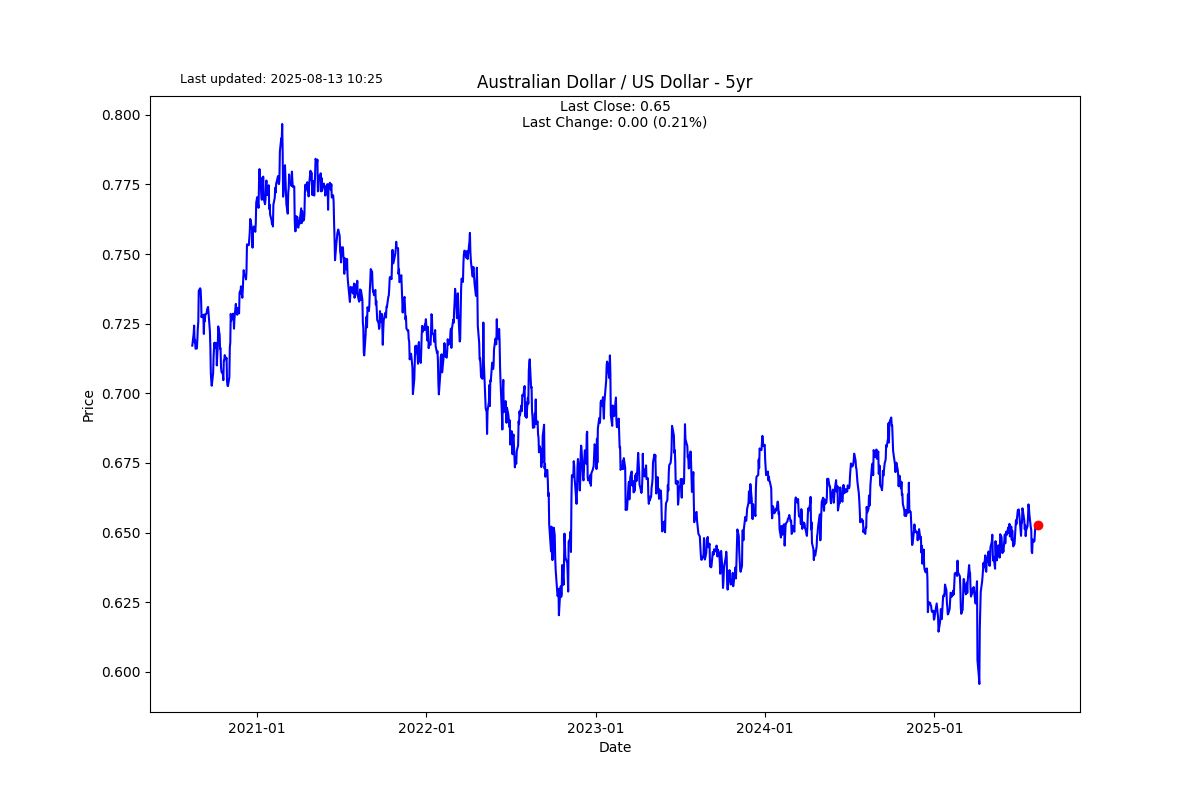 Last updated: 2025-08-13 10:25
Australian Dollar / US Dollar - 5yr
Last Close: 0.65
Last Change: 0.00 (0.21%)
0.800
0.775
0.750
0.725
0.700
0.675
0.650
0.625
0.600
Price
2021-01
2022-01
2023-01
2024-01
2025-01
Date